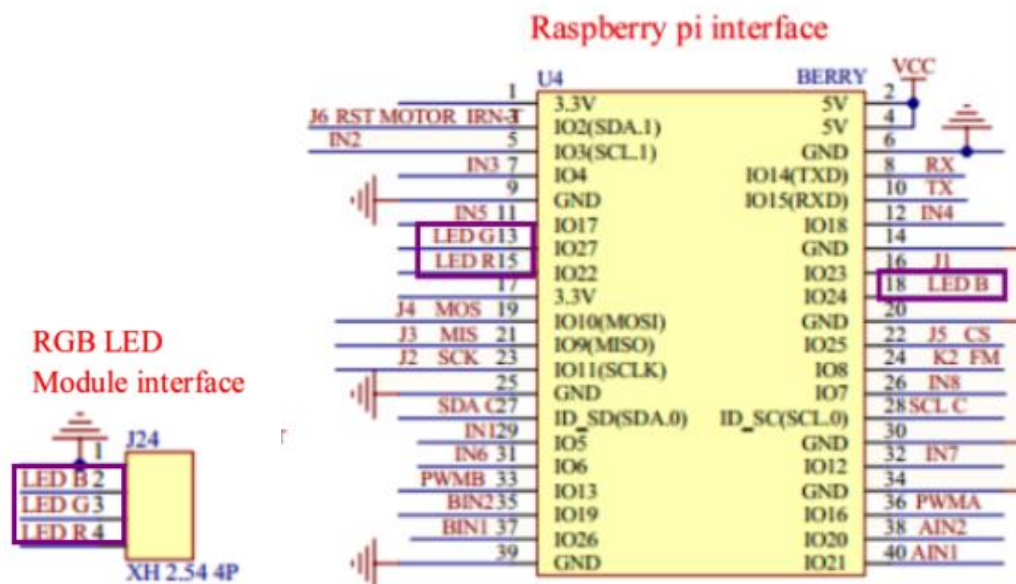 Raspberry pi interface
U4
BERRY
VCC
1 3.3V 5V 2
J6 RST MOTOR IRN-T 3 IO2(SDA.1) 5V 4
IN2 5 IO3(SCL.1) GND 6
IN3 7 IO4 IO14(TXD) 8 RX
9 GND IO15(RXD) 10 TX
IN5 11 IO17 IO18 12 IN4
LED G 13 IO27 GND 14
LED R 15 IO22 IO23 16 J1
17 3.3V IO24 18 LED B
J4 MOS 19 IO10(MOSI) GND 20
J3 MIS 21 IO9(MISO) IO25 22 J5 CS
J2 SCK 23 IO11(SCLK) IO8 24 K2 FM
25 GND IO7 26 IN8
SDA C 27 ID_SD(SDA.0) ID_SC(SCL.0) 28 SCL C
IN1 29 IO5 GND 30
IN6 31 IO6 IO12 32 IN7
PWMB 33 IO13 GND 34
BIN2 35 IO19 IO16 36 PWMA
BIN1 37 IO26 IO20 38 AIN2
39 GND IO21 40 AIN1
RGB LED
Module interface
J24
1
LED B 2
LED G 3
LED R 4
XH 2.54 4P